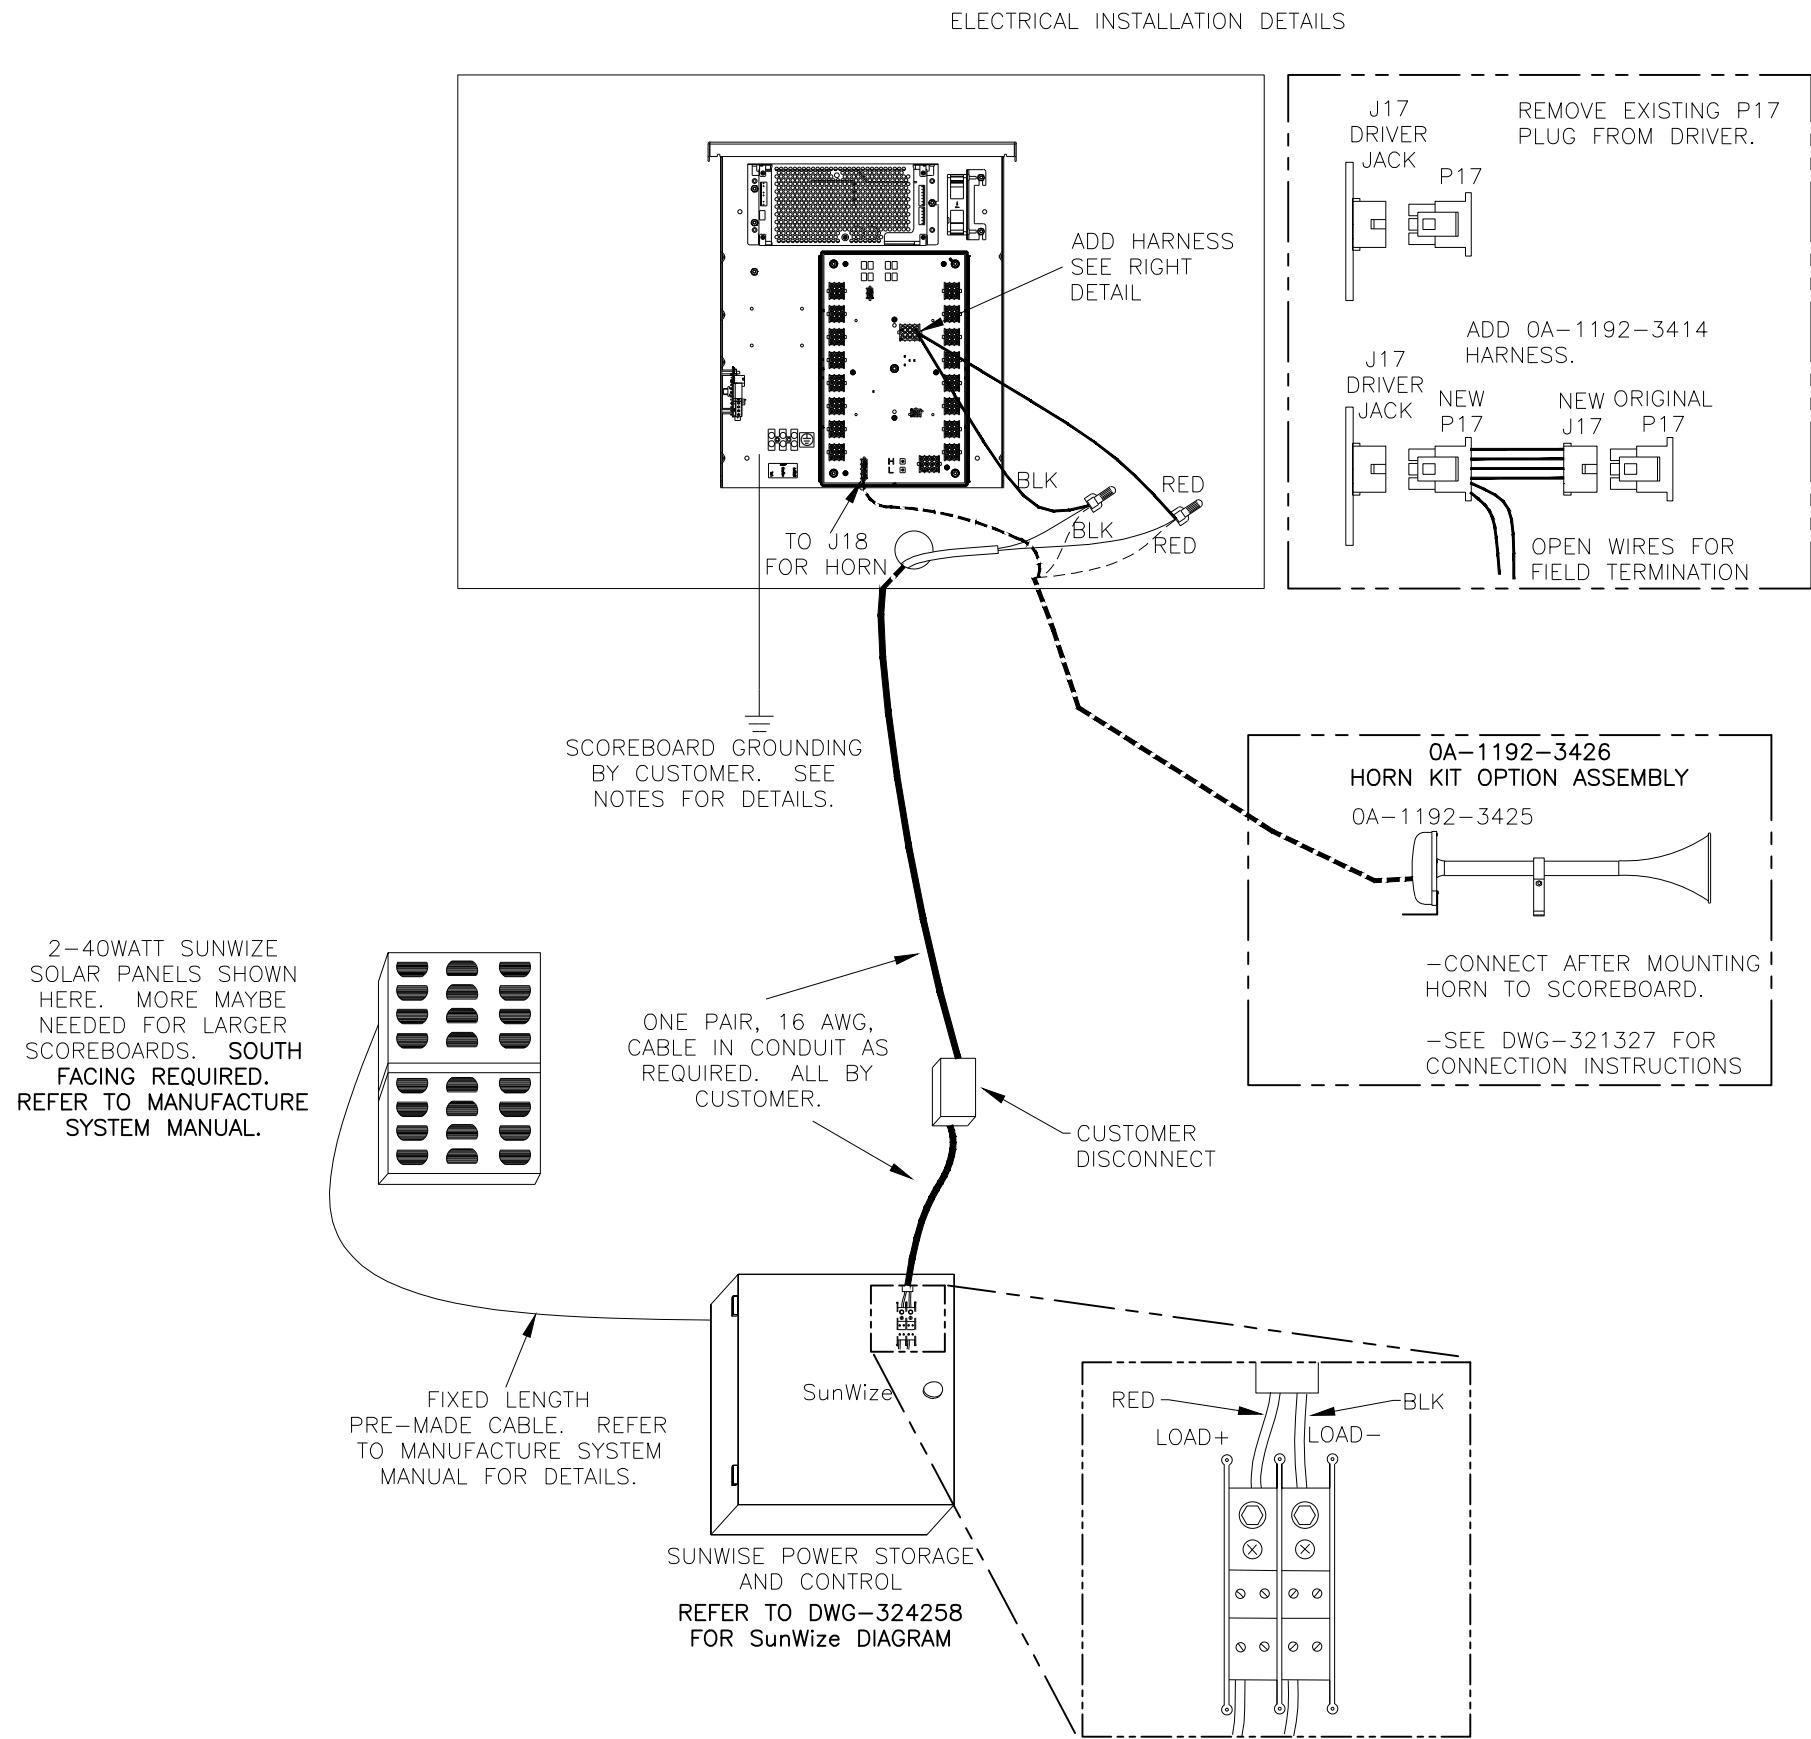 ELECTRICAL INSTALLATION DETAILS
J17
DRIVER
JACK
REMOVE EXISTING P17
PLUG FROM DRIVER.
P17
ADD HARNESS
SEE RIGHT
DETAIL
ADD 0A-1192-3414
HARNESS.
J17
DRIVER
JACK
NEW
P17
NEW
J17
ORIGINAL
P17
OPEN WIRES FOR
FIELD TERMINATION
H
L
BLK
RED
BLK
RED
TO J18
FOR HORN
SCOREBOARD GROUNDING
BY CUSTOMER. SEE
NOTES FOR DETAILS.
0A-1192-3426
HORN KIT OPTION ASSEMBLY
0A-1192-3425
-CONNECT AFTER MOUNTING
HORN TO SCOREBOARD.
-SEE DWG-321327 FOR
CONNECTION INSTRUCTIONS
2-40WATT SUNWIZE
SOLAR PANELS SHOWN
HERE. MORE MAYBE
NEEDED FOR LARGER
SCOREBOARDS. SOUTH
FACING REQUIRED.
REFER TO MANUFACTURE
SYSTEM MANUAL.
ONE PAIR, 16 AWG,
CABLE IN CONDUIT AS
REQUIRED. ALL BY
CUSTOMER.
CUSTOMER
DISCONNECT
FIXED LENGTH
PRE-MADE CABLE. REFER
TO MANUFACTURE SYSTEM
MANUAL FOR DETAILS.
SunWize
SUNWISE POWER STORAGE
AND CONTROL
REFER TO DWG-324258
FOR SunWize DIAGRAM
RED
BLK
LOAD+
LOAD-